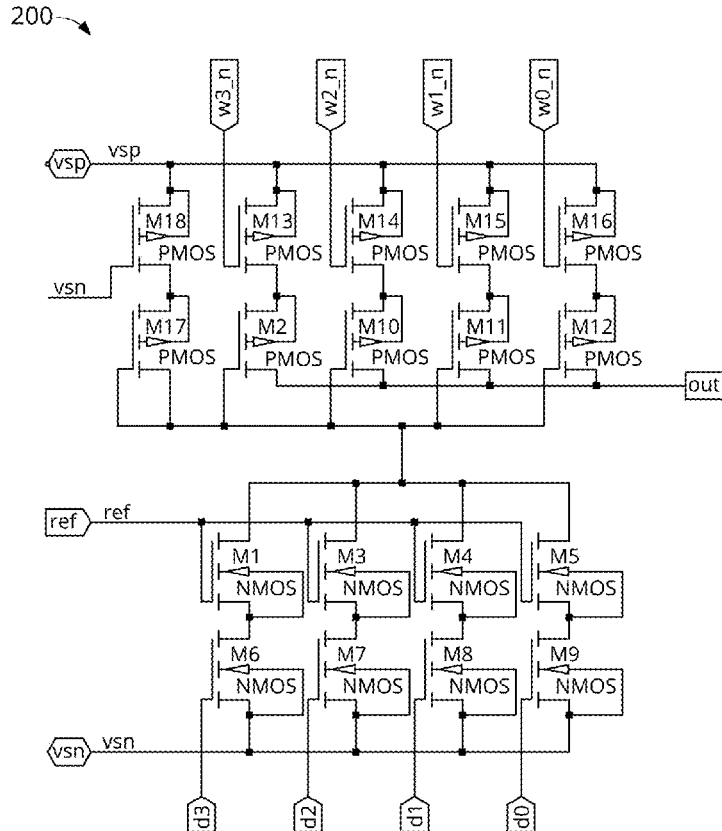 200
w3_n w2_n w1_n w0_n
vsp vsp
M18 M13 M14 M15 M16
PMOS PMOS PMOS PMOS PMOS
vsn
M17 M2 M10 M11 M12
PMOS PMOS PMOS PMOS PMOS
out
ref ref
M1 M3 M4 M5
NMOS NMOS NMOS NMOS
M6 M7 M8 M9
NMOS NMOS NMOS NMOS
vsn vsn
d3 d2 d1 d0